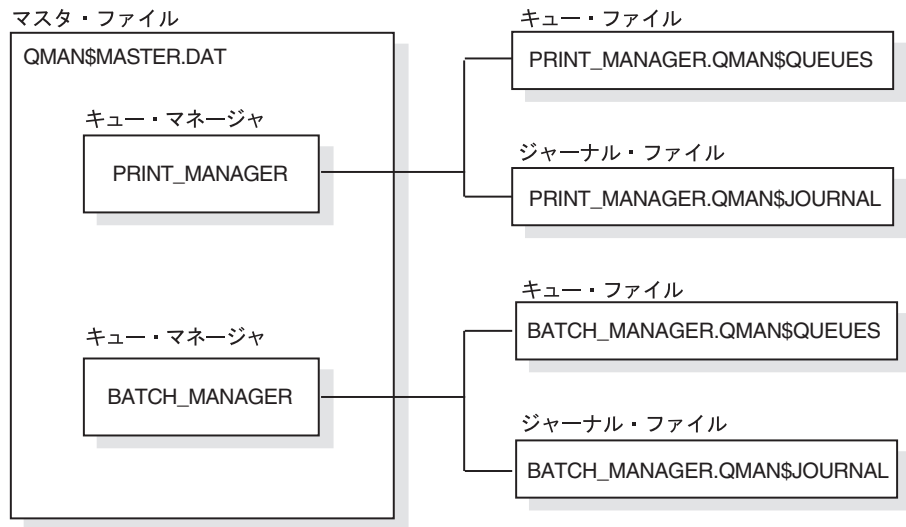 マスタ・ファイル
QMAN$MASTER.DAT
キュー・マネージャ
PRINT_MANAGER
キュー・ファイル
PRINT_MANAGER.QMAN$QUEUES
ジャーナル・ファイル
PRINT_MANAGER.QMAN$JOURNAL
キュー・マネージャ
BATCH_MANAGER
キュー・ファイル
BATCH_MANAGER.QMAN$QUEUES
ジャーナル・ファイル
BATCH_MANAGER.QMAN$JOURNAL